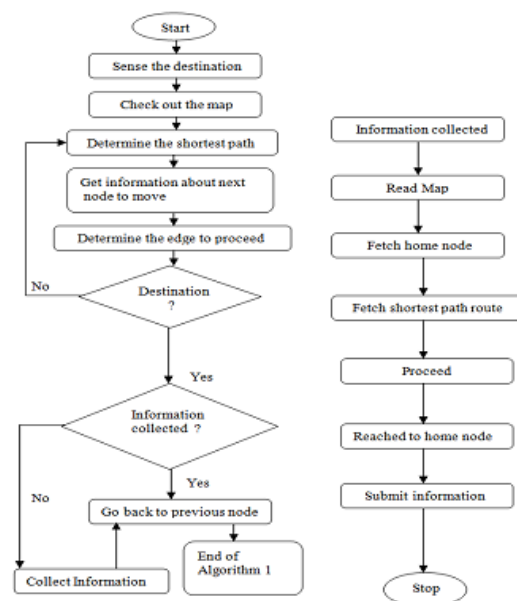 Start
Sense the destination
Check out the map
Determine the shortest path
Get information about next
node to move
Determine the edge to proceed
No
Destination
?
Yes
Information
collected ?
No
Yes
Go back to previous node
End of
Algorithm 1
Collect Information
Information collected
Read Map
Fetch home node
Fetch shortest path route
Proceed
Reached to home node
Submit information
Stop